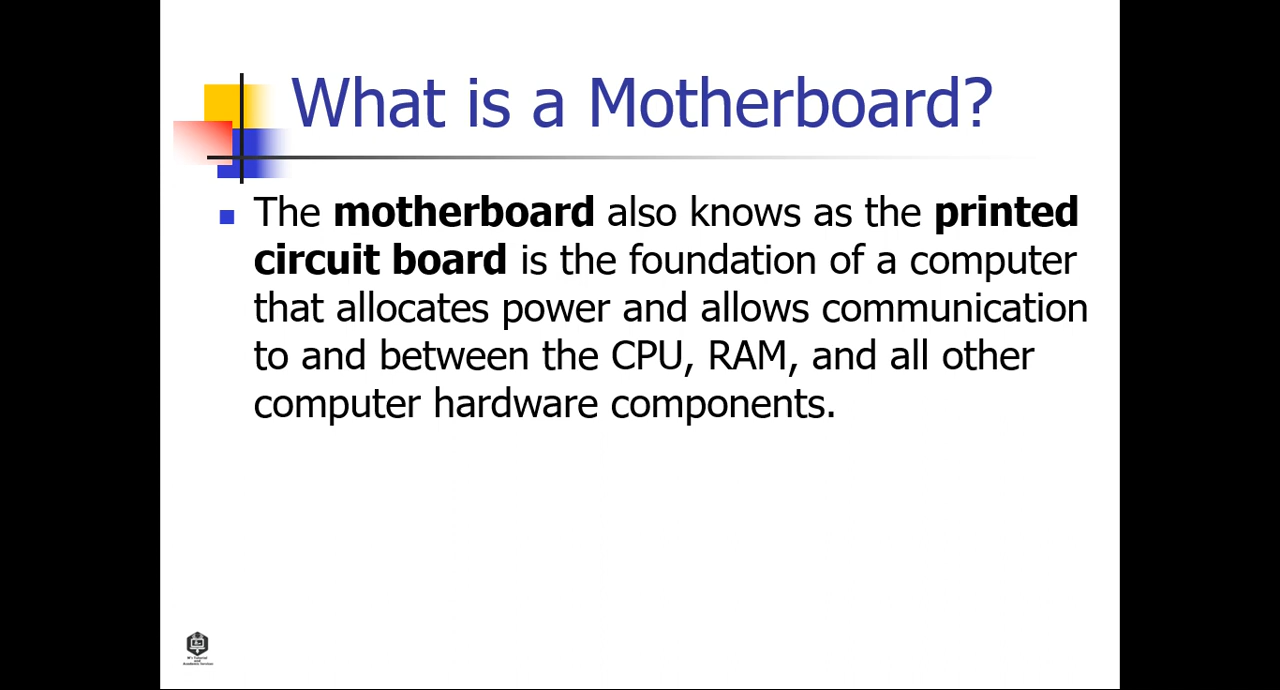 What is a Motherboard?
The motherboard also knows as the printed
circuit board is the foundation of a computer
that allocates power and allows communication
to and between the CPU, RAM, and all other
computer hardware components.